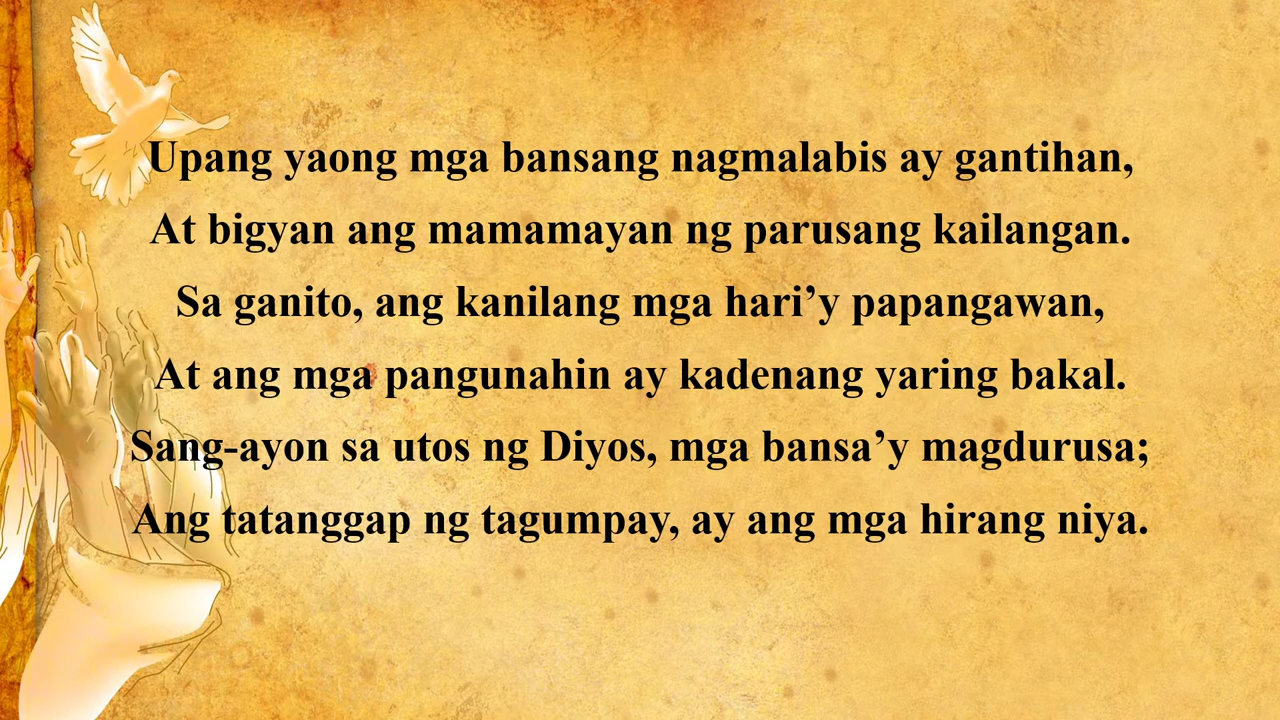 Upang yaong mga bansang nagmalabis ay gantihan,
At bigyan ang mamamayan ng parusang kailangan.
Sa ganito, ang kanilang mga hari’y papangawan,
At ang mga pangunahin ay kadenang yaring bakal.
Sang-ayon sa utos ng Diyos, mga bansa’y magdurusa;
Ang tatanggap ng tagumpay, ay ang mga hirang niya.